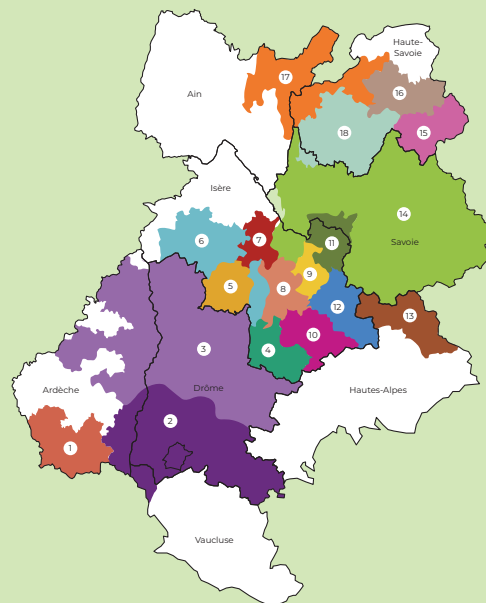 Haute-
Savoie
17
Ain
16
18
15
Isère
14
6
7
11
Savoie
9
5
8
12
13
10
3
4
Drôme
Ardèche
Hautes-Alpes
2
1
Vaucluse